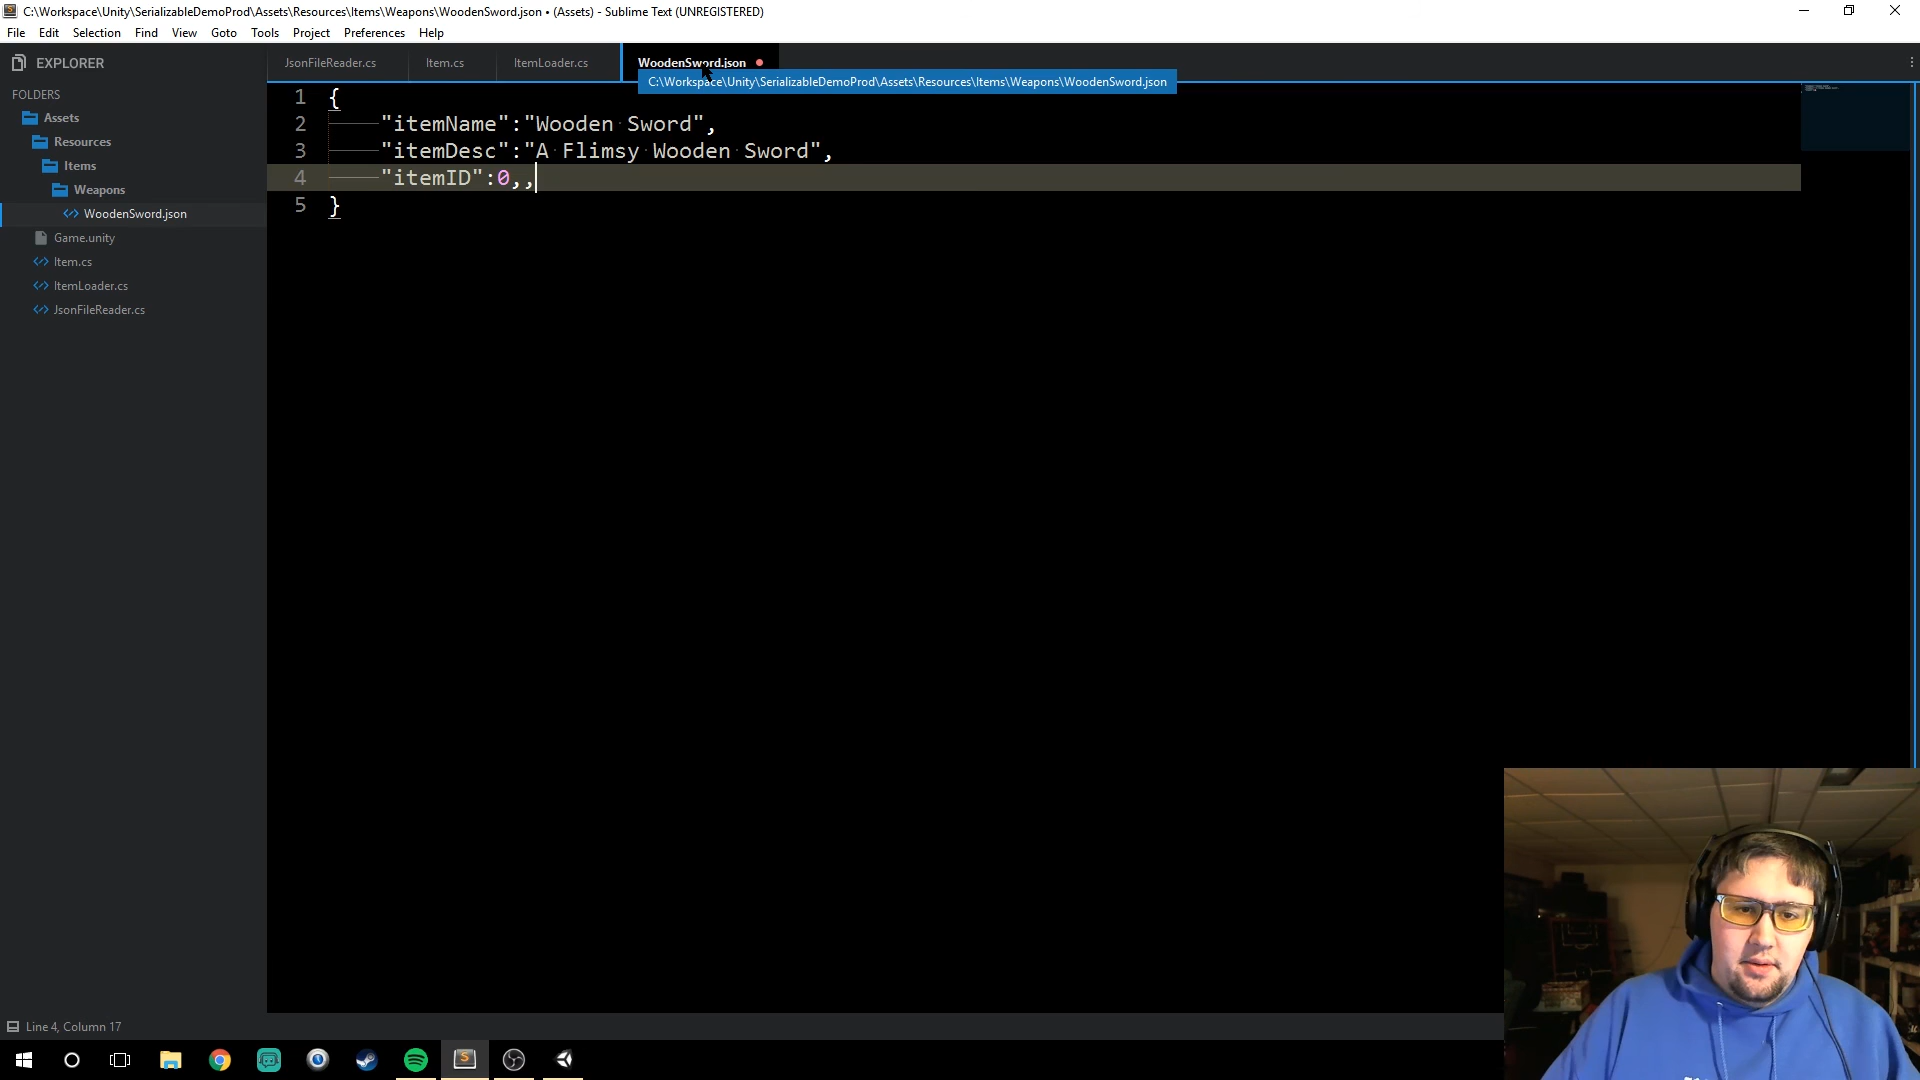 C:\Workspace\Unity\SerializableDemoProd\Assets\Resources\Items\Weapons\WoodenSword.json • (Assets) - Sublime Text (UNREGISTERED)
File Edit Selection Find View Goto Tools Project Preferences Help
EXPLORER
JsonFileReader.cs Item.cs ItemLoader.cs WoodenSword.json
C:\Workspace\Unity\SerializableDemoProd\Assets\Resources\Items\Weapons\WoodenSword.json
FOLDERS
Assets
Resources
Items
Weapons
WoodenSword.json
Game.unity
Item.cs
ItemLoader.cs
JsonFileReader.cs
1 {
2 "itemName":"Wooden Sword",
3 "itemDesc":"A Flimsy Wooden Sword",
4 "itemID":0,,
5 }
Line 4, Column 17